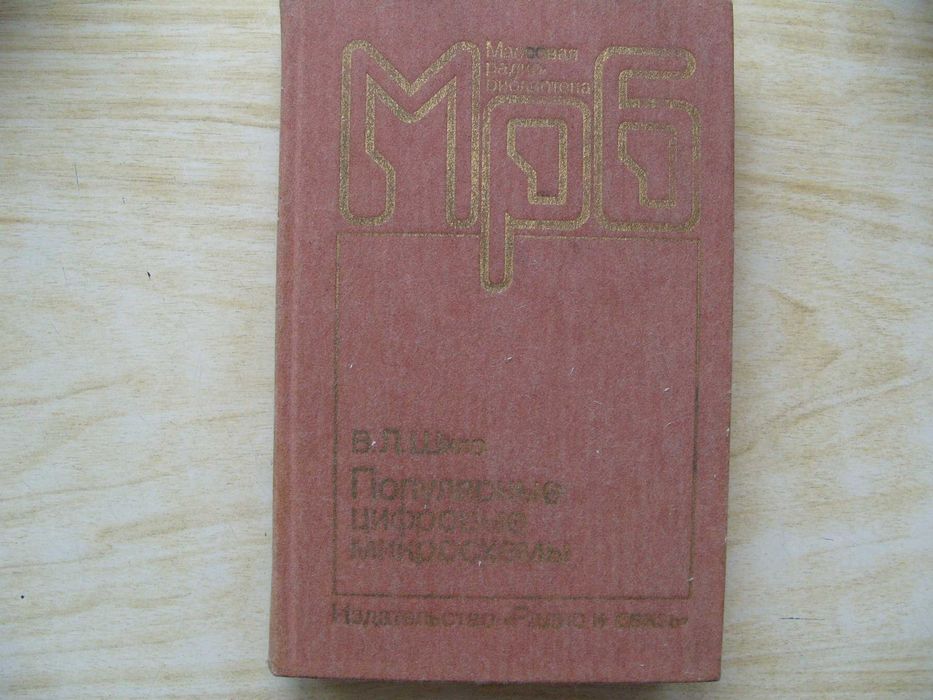 МРБ
Массовая
радио-
библиотека
В.Л.Шило
Популярные
цифровые
микросхемы
Издательство «Радио и связь»